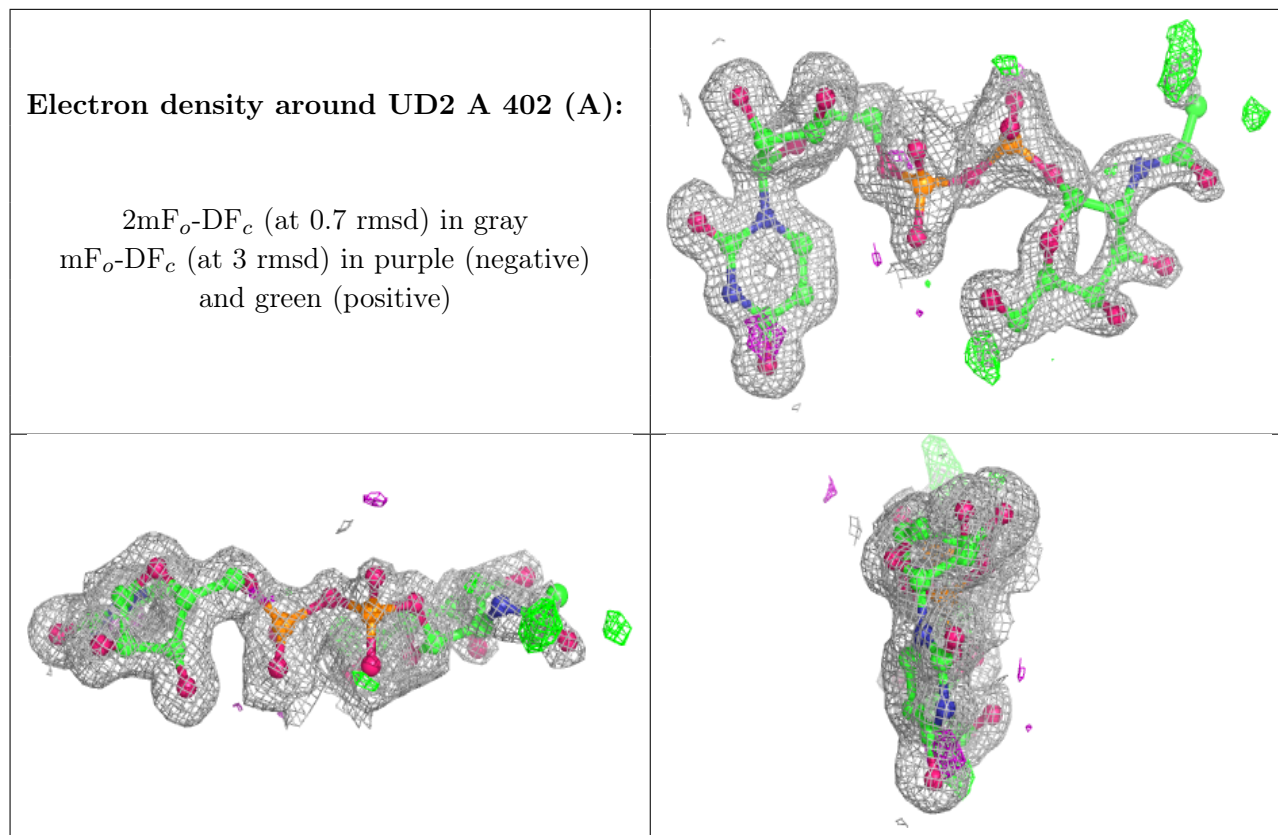 Electron density around UD2 A 402 (A):
2mFo-DFc (at 0.7 rmsd) in gray
mFo-DFc (at 3 rmsd) in purple (negative)
and green (positive)